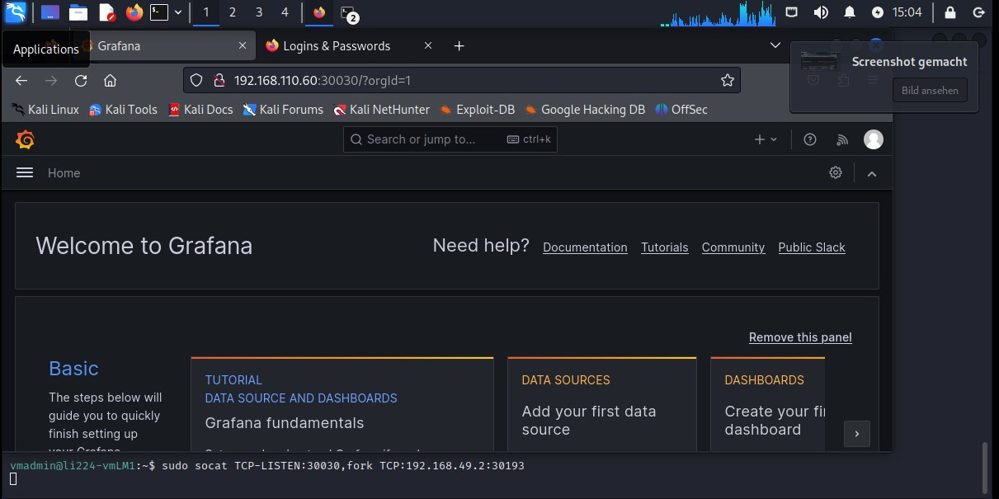 1 2 3 4 2 15:04
Applications
Grafana Logins & Passwords
Screenshot gemacht
192.168.110.60:30030/?orgId=1
Bild ansehen
Kali Linux Kali Tools Kali Docs Kali Forums Kali NetHunter Exploit-DB Google Hacking DB OffSec
Search or jump to... ctrl+k
Home
Welcome to Grafana
Need help? Documentation Tutorials Community Public Slack
Remove this panel
Basic
The steps below will
guide you to quickly
finish setting up
your Grafana
TUTORIAL
DATA SOURCE AND DASHBOARDS
Grafana fundamentals
DATA SOURCES
Add your first data
source
DASHBOARDS
Create your fi
dashboard
vmadmin@li224-vmLM1:~$ sudo socat TCP-LISTEN:30030,fork TCP:192.168.49.2:30193